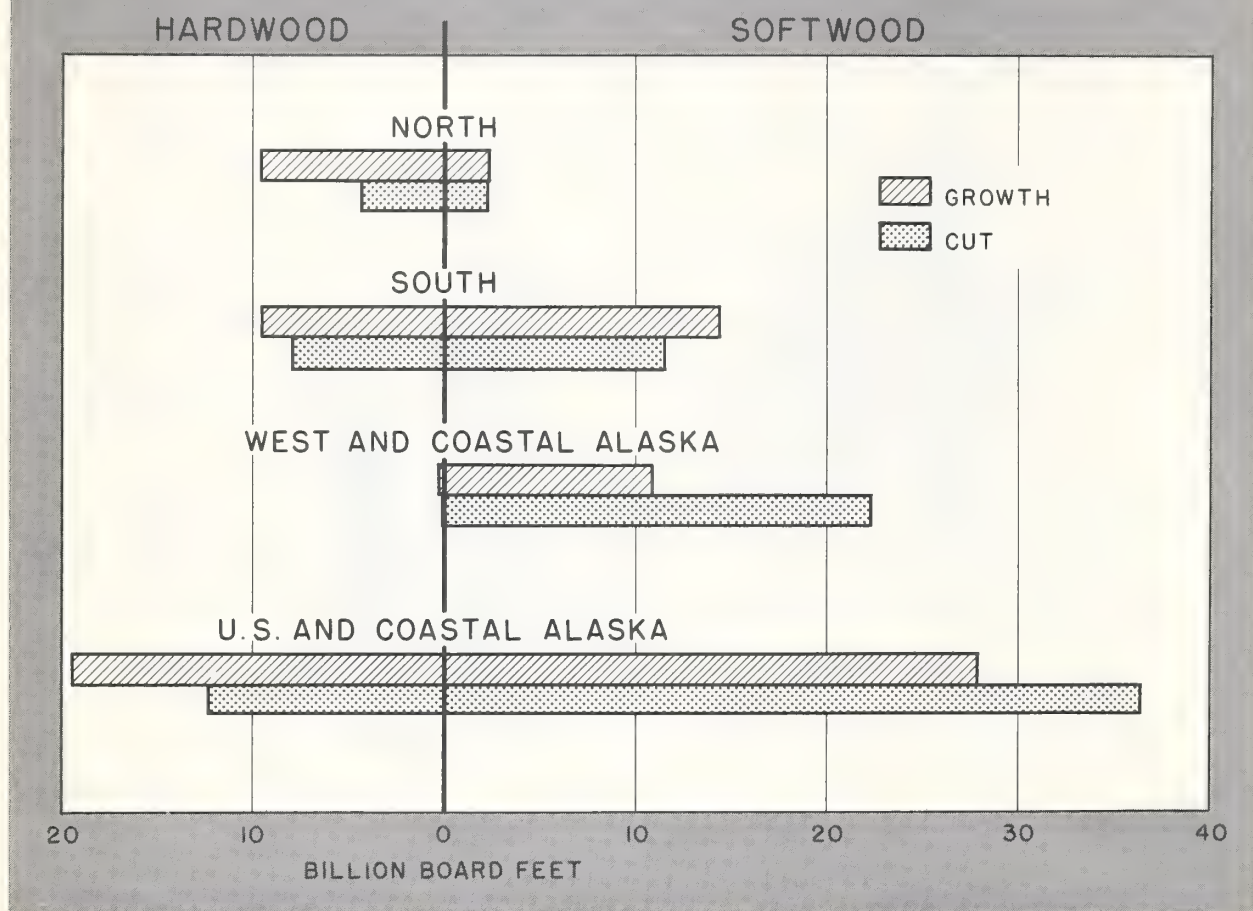 HARDWOOD SOFTWOOD
NORTH
GROWTH
CUT
SOUTH
WEST AND COASTAL ALASKA
U.S. AND COASTAL ALASKA
20 10 0 10 20 30 40
BILLION BOARD FEET